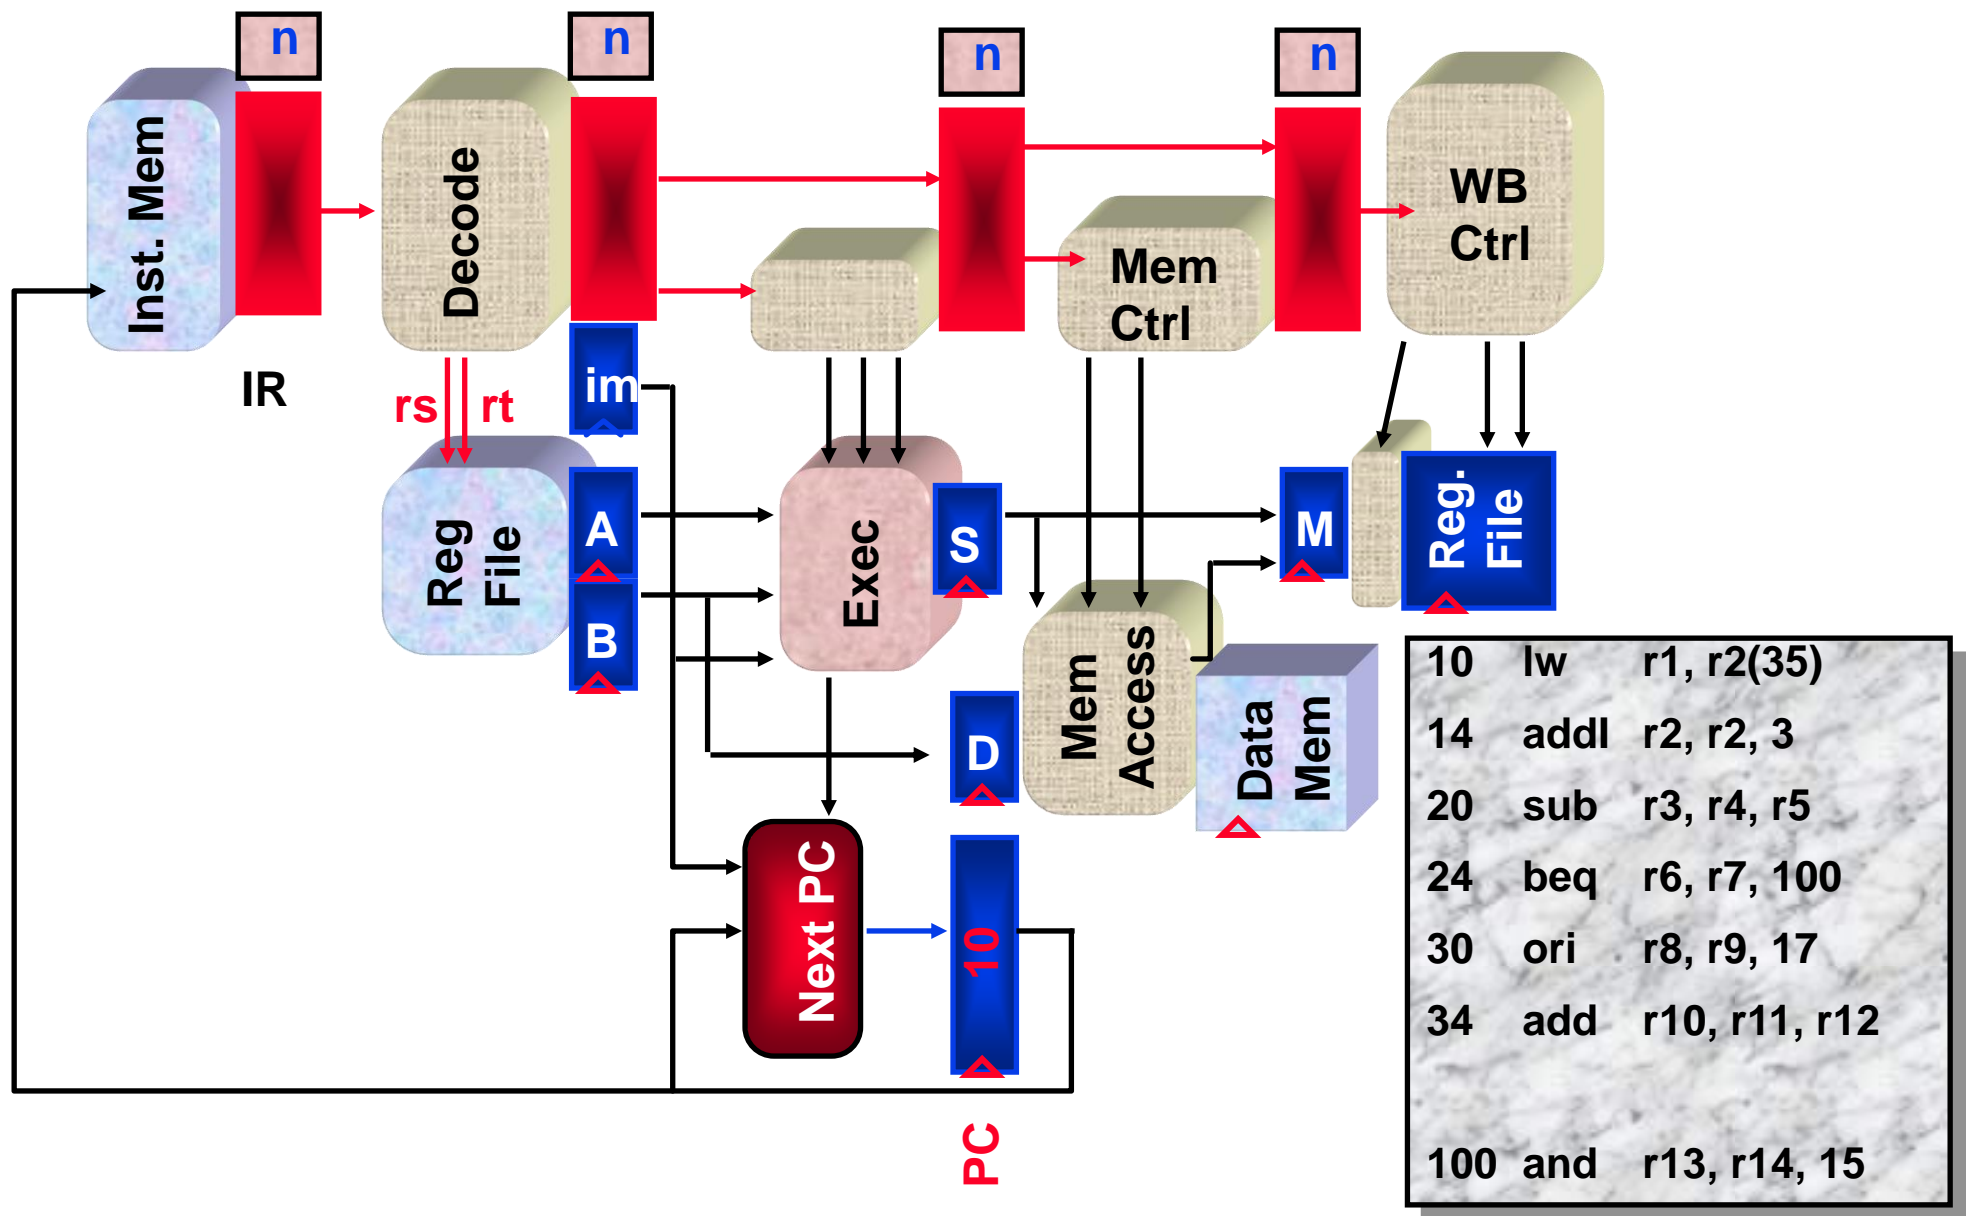 n
n
n
n
Inst. Mem
Decode
WB
Ctrl
Mem
Ctrl
IR
rs
rt
im
Reg
File
A
B
Exec
S
M
Reg.
File
D
Mem
Access
Data
Mem
Next PC
10
PC
10 lw r1, r2(35)
14 addI r2, r2, 3
20 sub r3, r4, r5
24 beq r6, r7, 100
30 ori r8, r9, 17
34 add r10, r11, r12
100 and r13, r14, 15